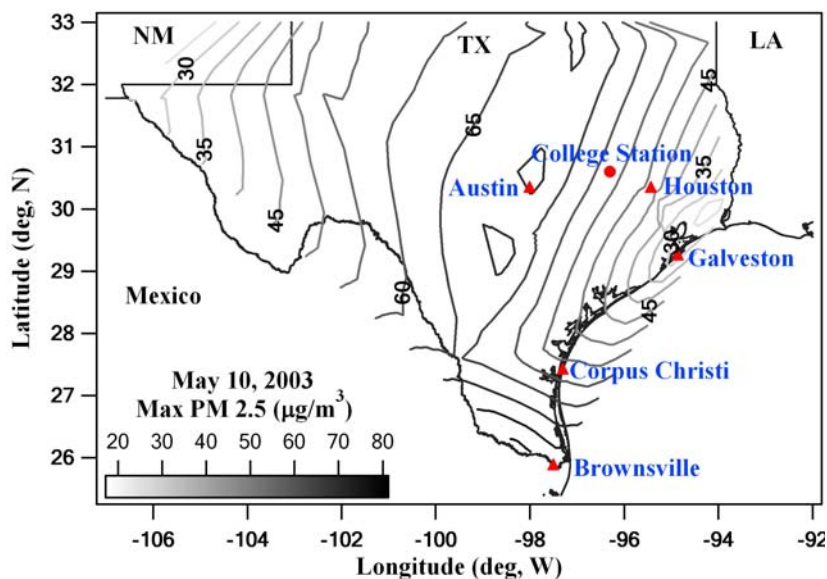 33
32
31
30
29
28
27
26
Latitude (deg, N)
NM
TX
LA
30
35
45
60
65
45
35
30
45
College Station
Austin
Houston
Galveston
Mexico
Corpus Christi
Brownsville
May 10, 2003
Max PM 2.5 (μg/m³)
20 30 40 50 60 70 80
-106 -104 -102 -100 -98 -96 -94 -92
Longitude (deg, W)